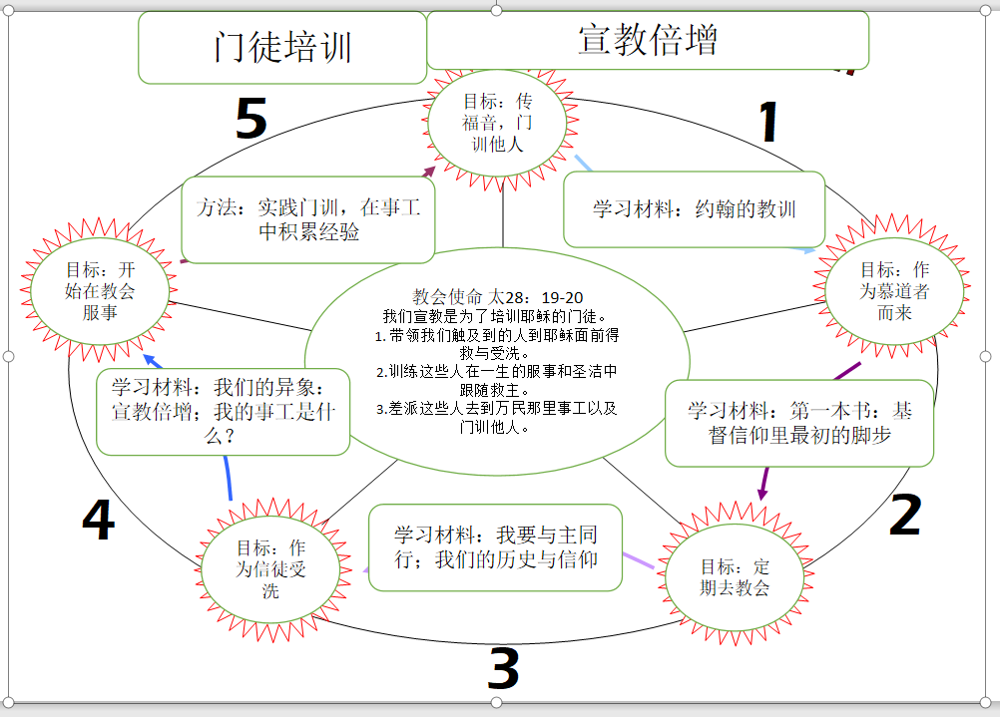 门徒培训
宣教倍增
5
1
目标：传
福音，门
训他人
方法：实践门训，在事工
中积累经验
学习材料：约翰的教训
目标：开
始在教会
服事
目标：作
为慕道者
而来
教会使命 太28：19-20
我们宣教是为了培训耶稣的门徒。
1. 带领我们触及到的人到耶稣面前得
救与受洗。
2.训练这些人在一生的服事和圣洁中
跟随救主。
3.差派这些人去到万民那里事工以及
门训他人。
学习材料：我们的异象：
宣教倍增；我的事工是什
么？
学习材料：第一本书：基
督信仰里最初的脚步
4
2
学习材料：我要与主同
行；我们的历史与信仰
目标：作
为信徒受
洗
目标：定
期去教会
3